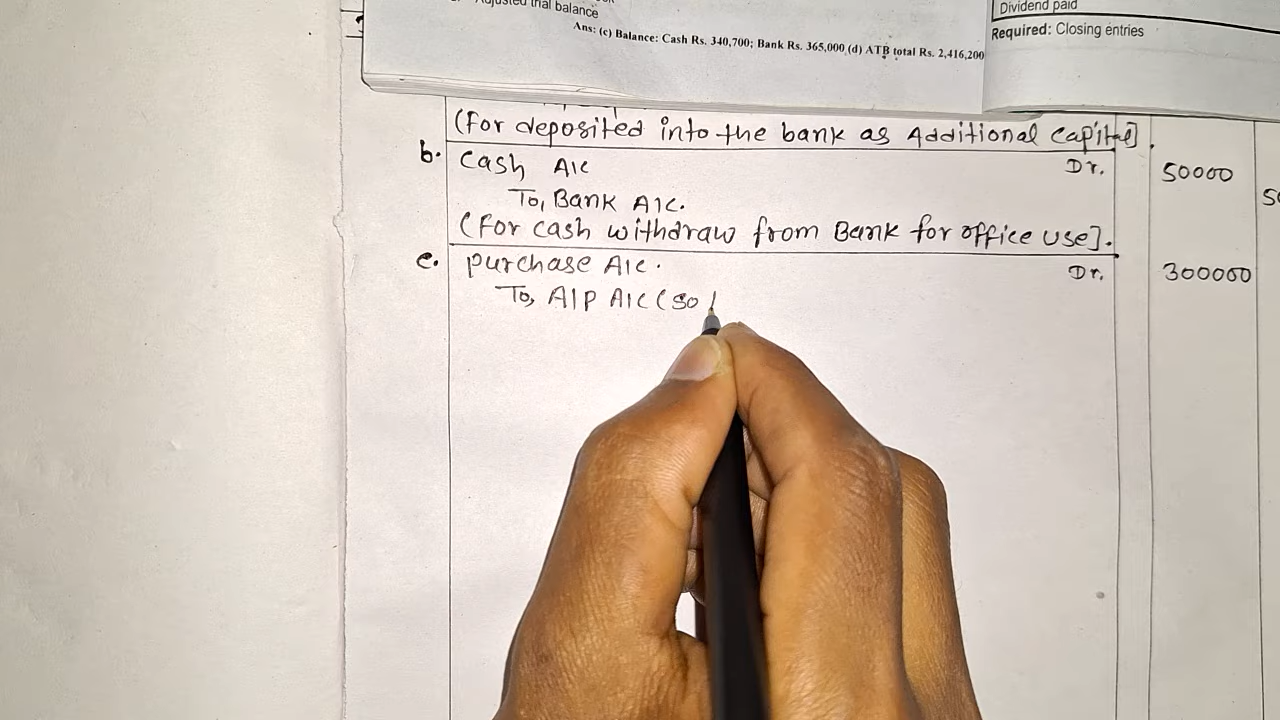 Adjusted trial balance
Ans: (c) Balance: Cash Rs. 340,700; Bank Rs. 365,000 (d) ATB total Rs. 2,416,200
Dividend paid
Required: Closing entries
(For deposited into the bank as Additional capital].
b. Cash A/C Dr. 50000
To, Bank A/C.
(For cash withdraw from Bank for office use].
c. purchase A/C. Dr. 300000
To, A/P A/C (so